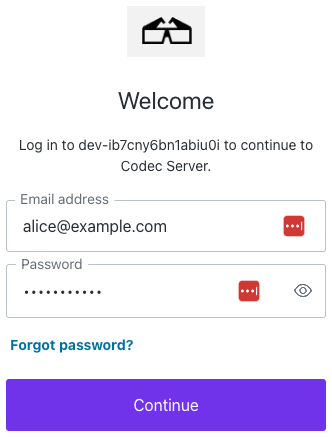 Welcome
Log in to dev-ib7cny6bn1abiu0i to continue to
Codec Server.
Email address
alice@example.com
Password
•••••••••••
Forgot password?
Continue